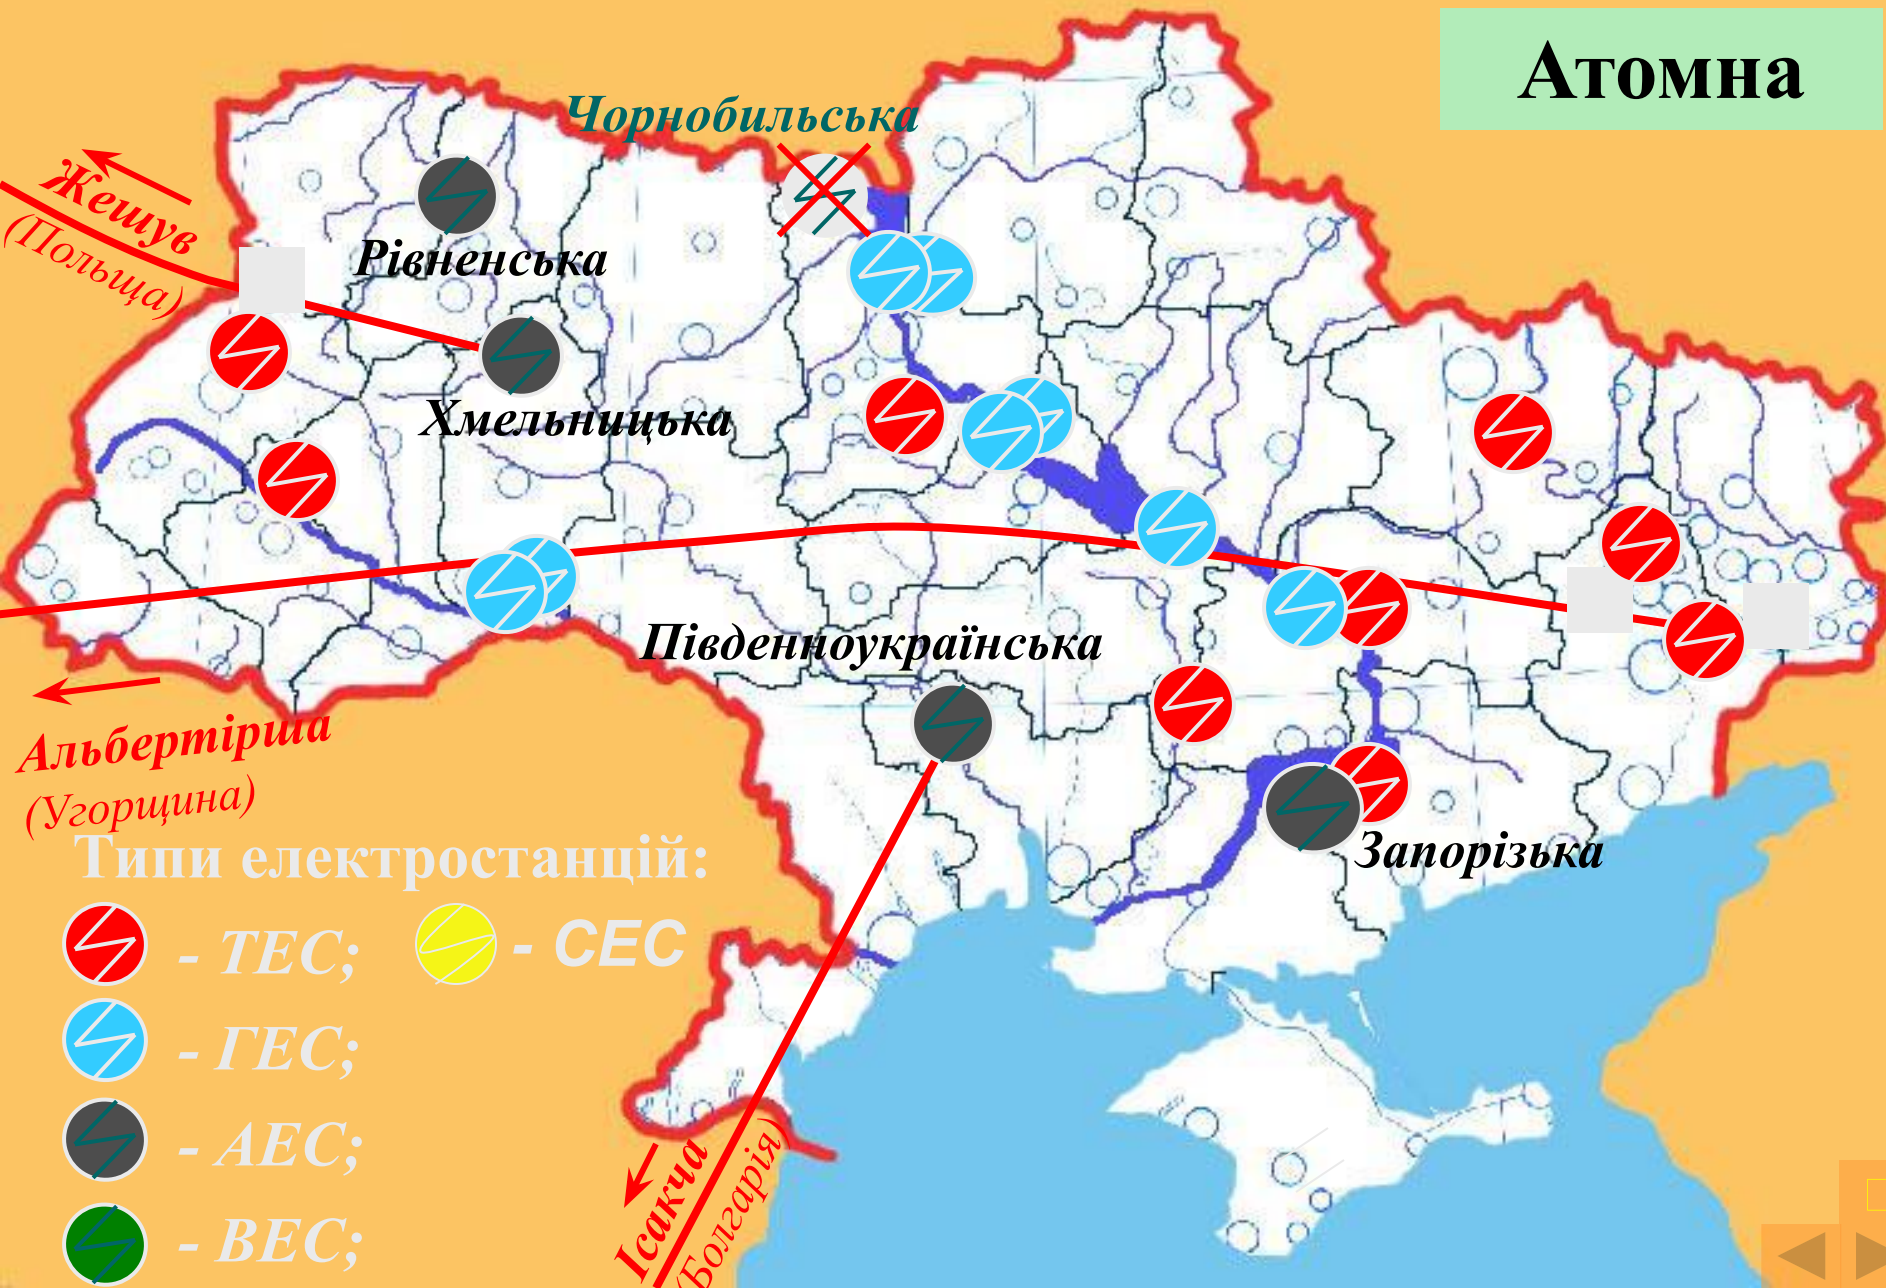 Атомна
Чорнобильська
Жешув
(Польща)
Рівненська
Хмельницька
Південноукраїнська
Альбертірша
(Угорщина)
Запорізька
Типи електростанцій:
- ТЕС;
- СЕС
- ГЕС;
- АЕС;
- ВЕС;
Ісакча
(Болгарія)